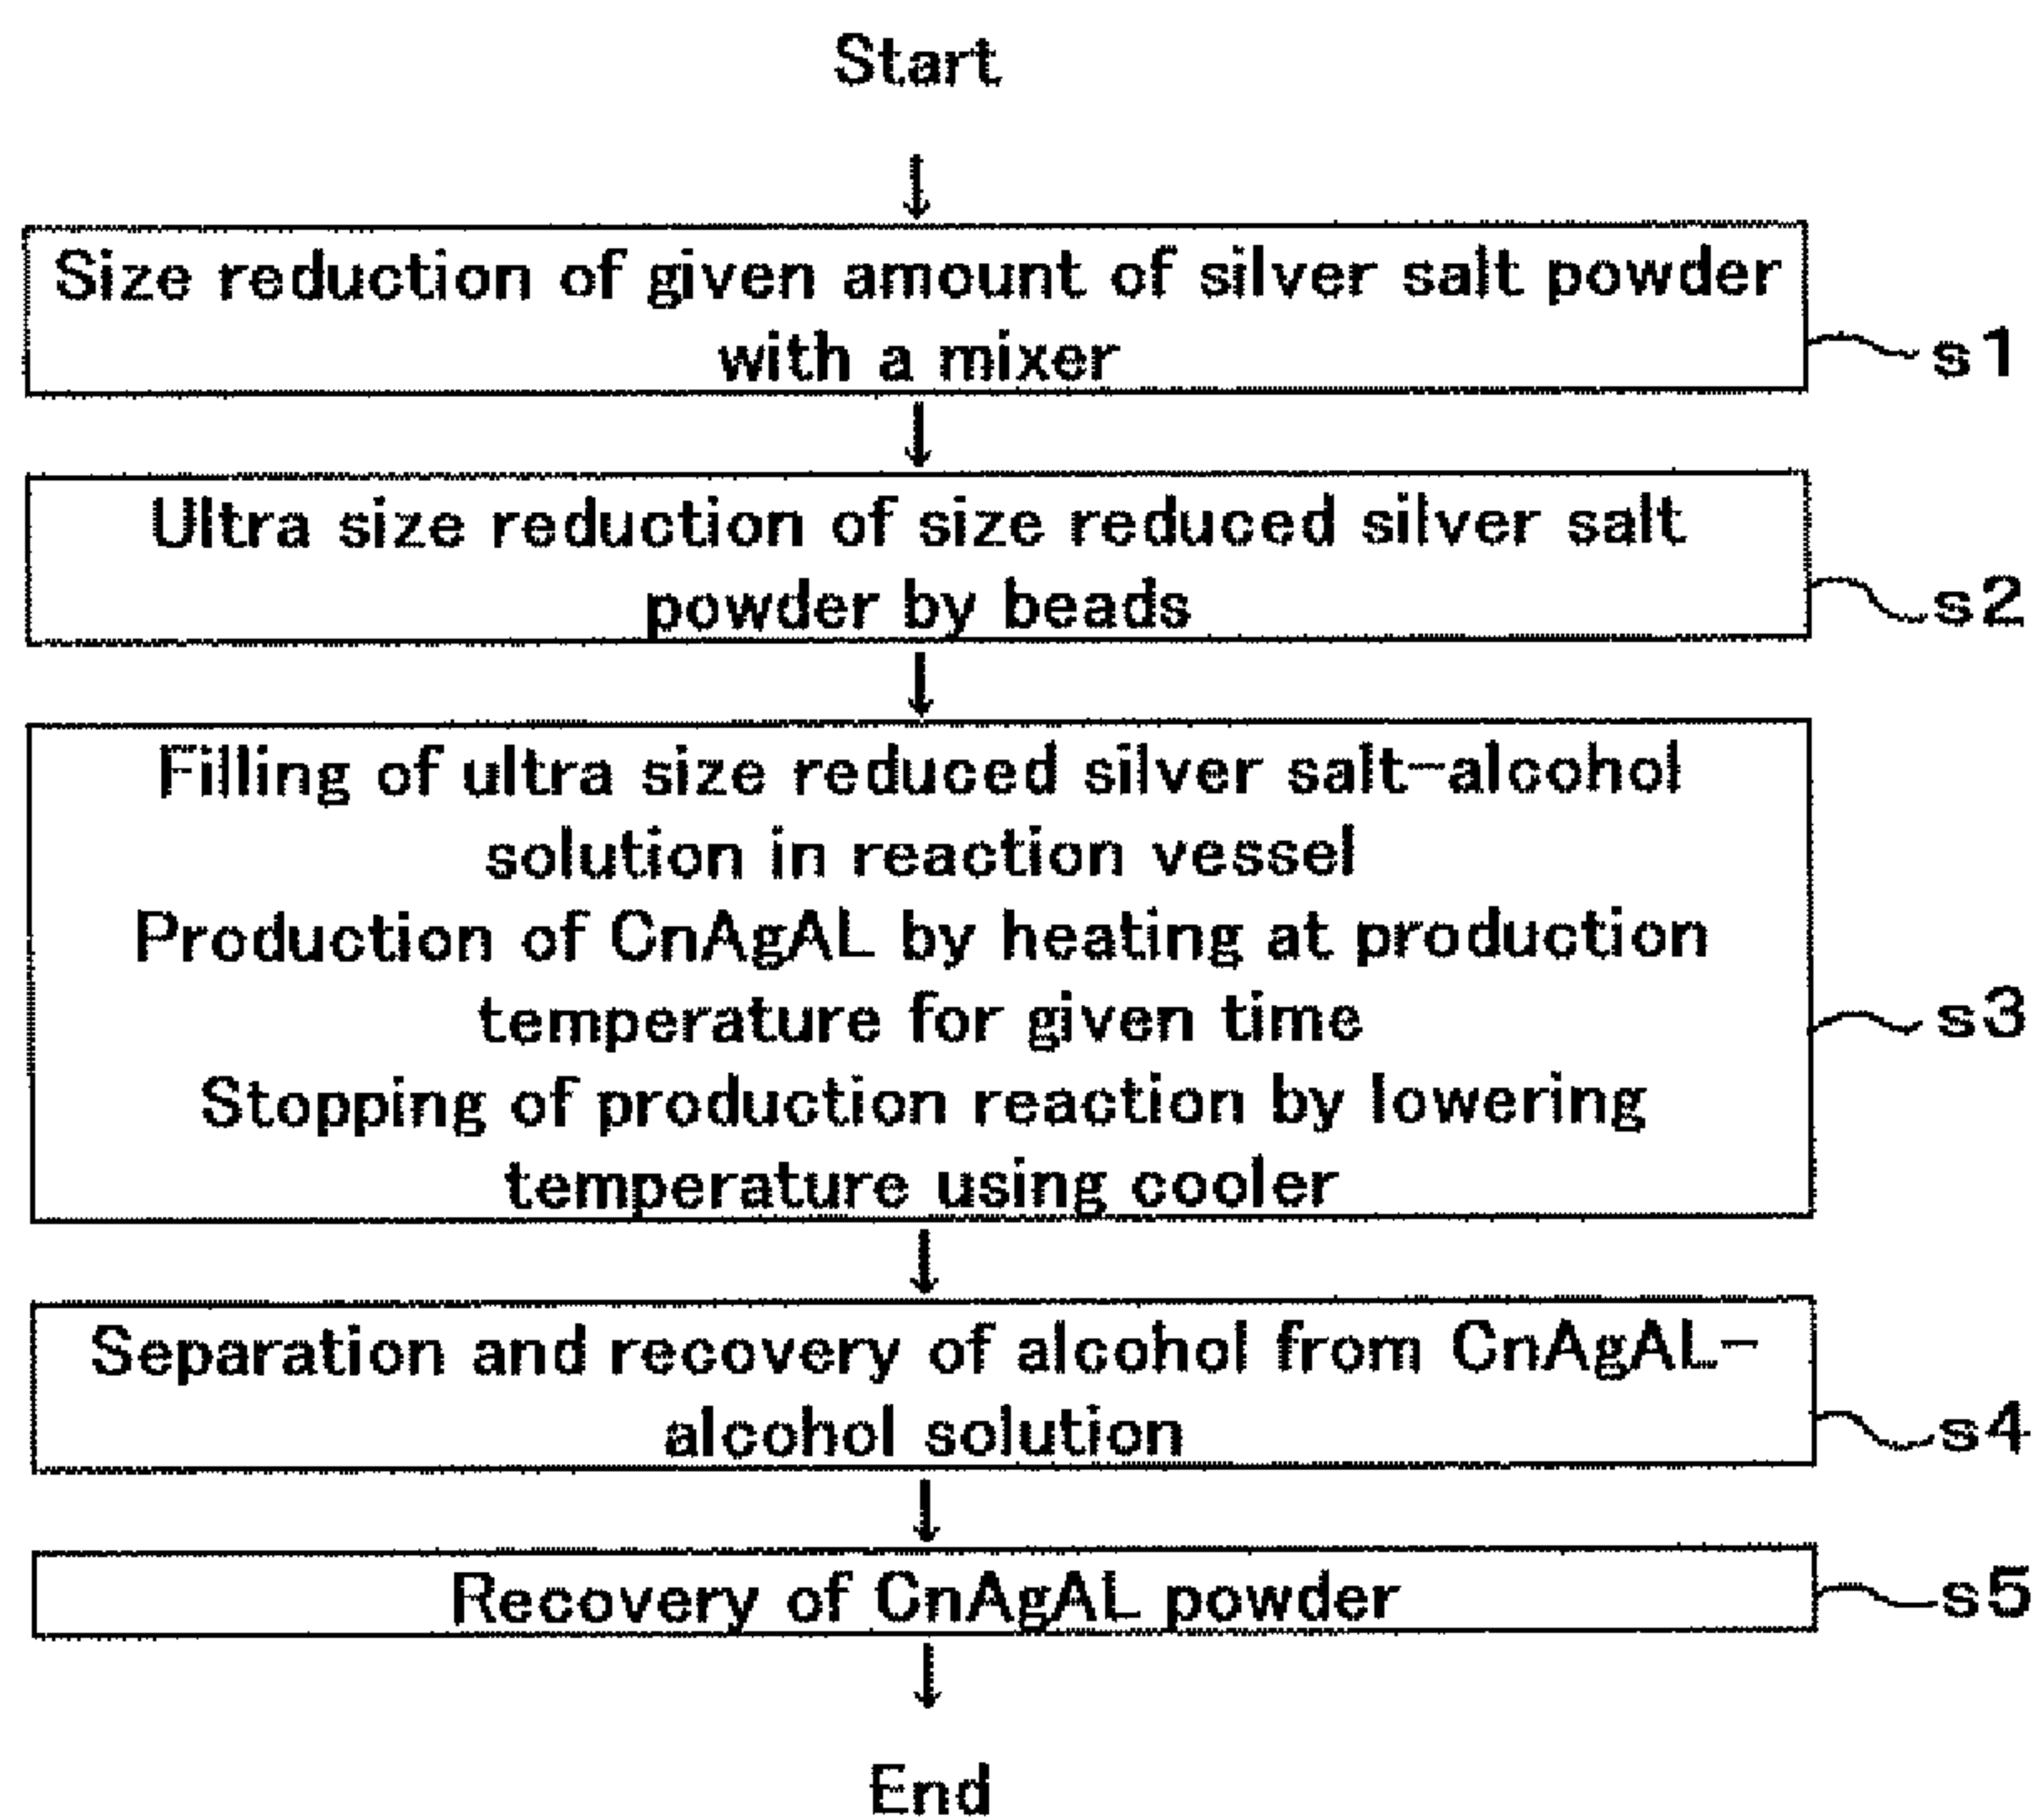 Start
Size reduction of given amount of silver salt powder
with a mixer
s1
Ultra size reduction of size reduced silver salt
powder by beads
s2
Filling of ultra size reduced silver salt-alcohol
solution in reaction vessel
Production of CnAgAL by heating at production
temperature for given time
s3
Stopping of production reaction by lowering
temperature using cooler
Separation and recovery of alcohol from CnAgAL-
alcohol solution
s4
Recovery of CnAgAL powder
s5
End